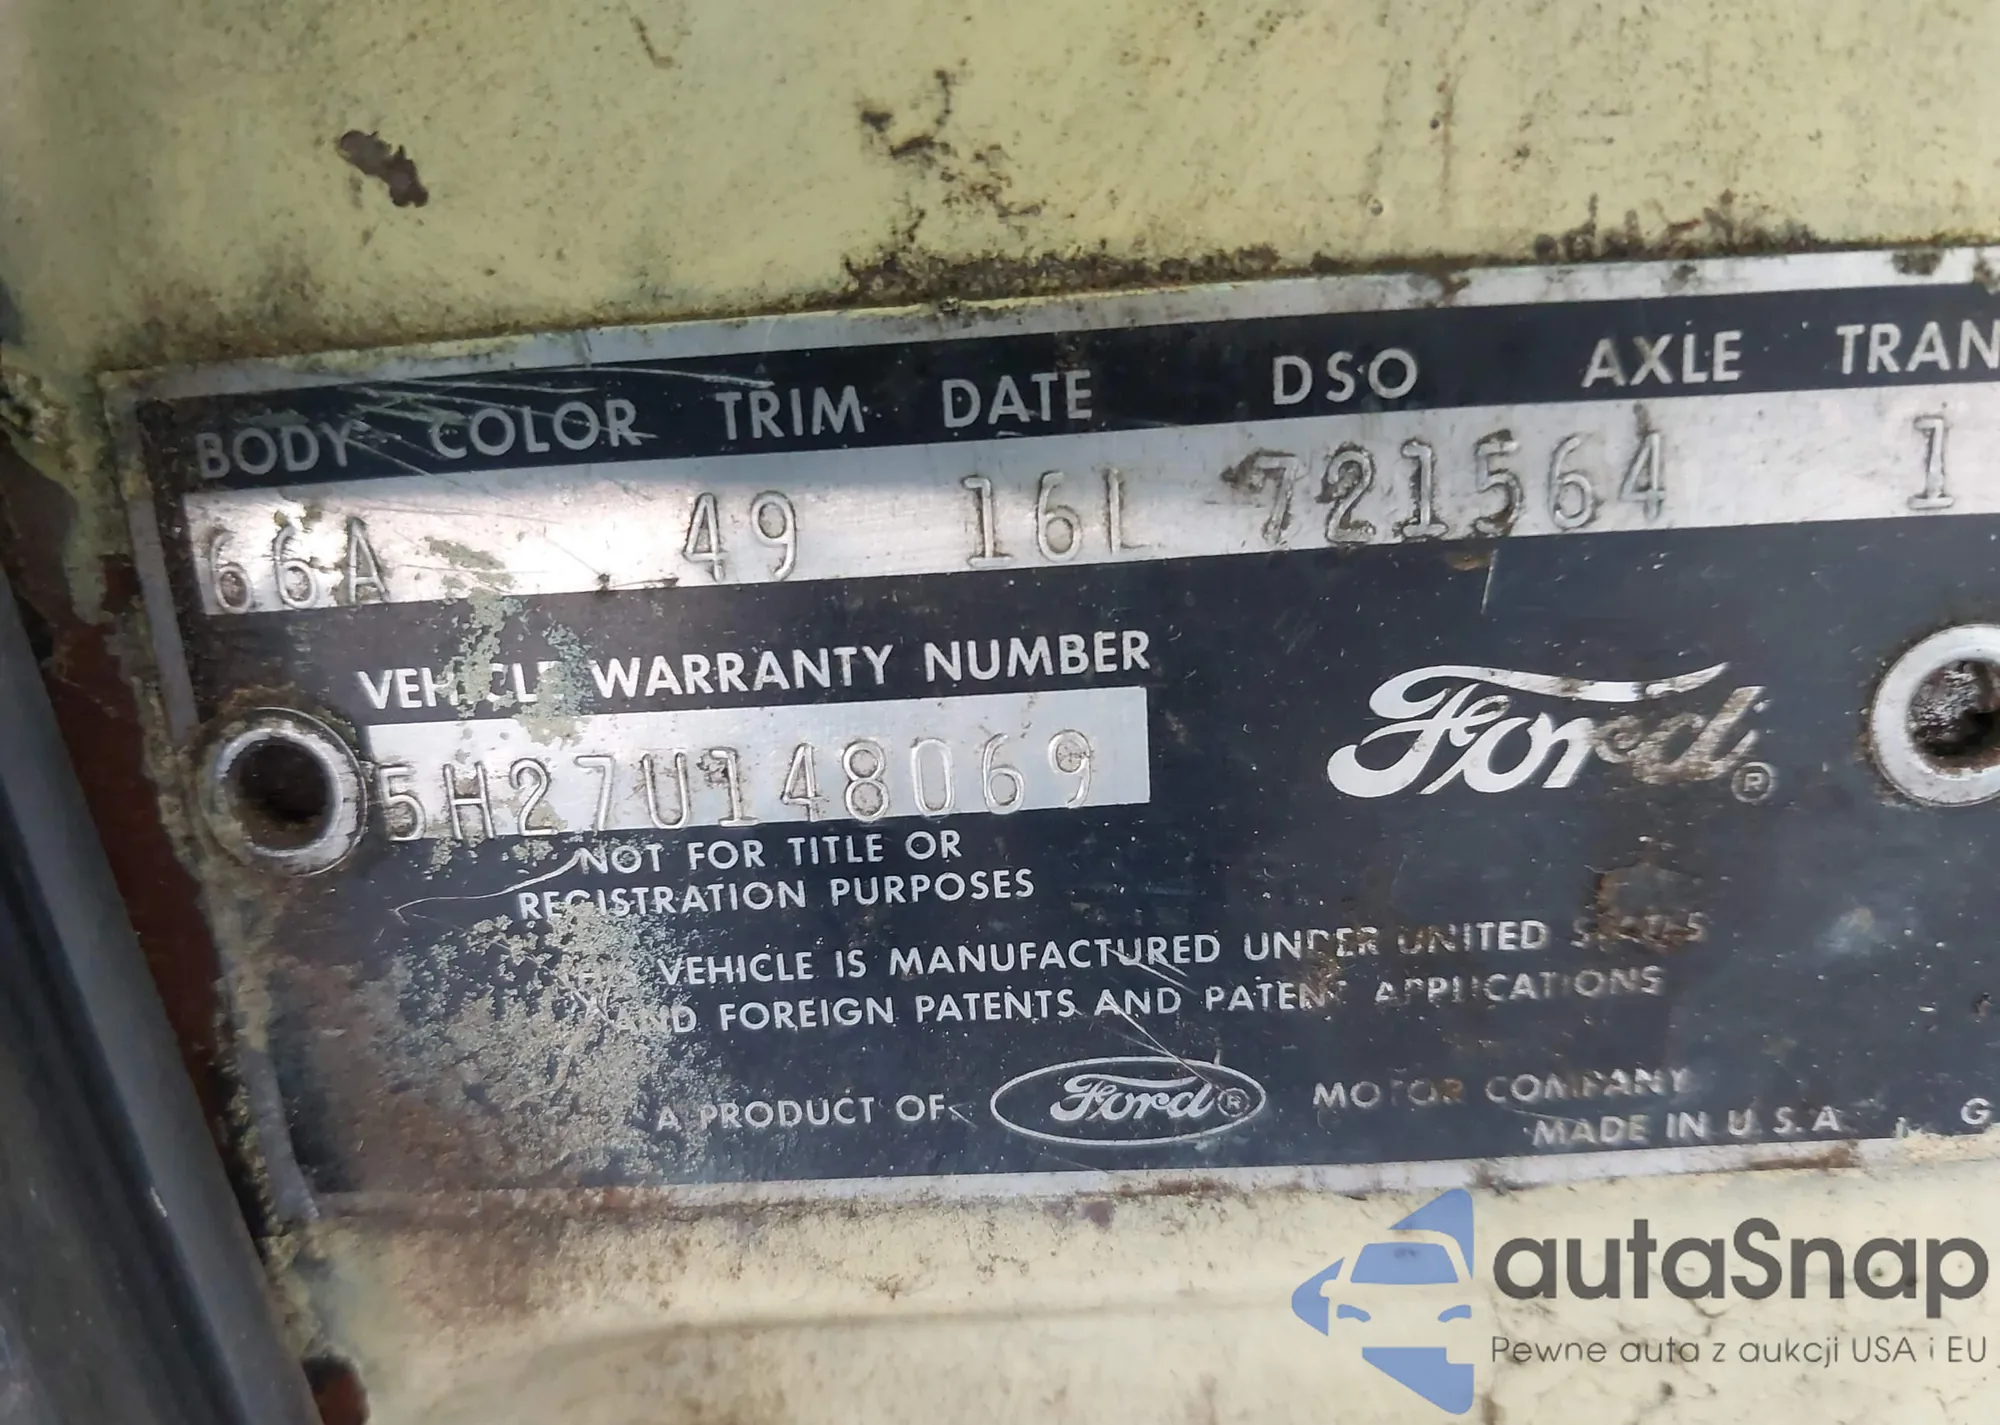 BODY COLOR TRIM DATE DSO AXLE TRAN
66A 49 16L 721564 1
VEHICLE WARRANTY NUMBER
5H27U148069
Ford®
NOT FOR TITLE OR
REGISTRATION PURPOSES
VEHICLE IS MANUFACTURED UNDER UNITED STATES
AND FOREIGN PATENTS AND PATENT APPLICATIONS
A PRODUCT OF Ford® MOTOR COMPANY
MADE IN U.S.A G
autaSnap
Pewne auta z aukcji USA i EU